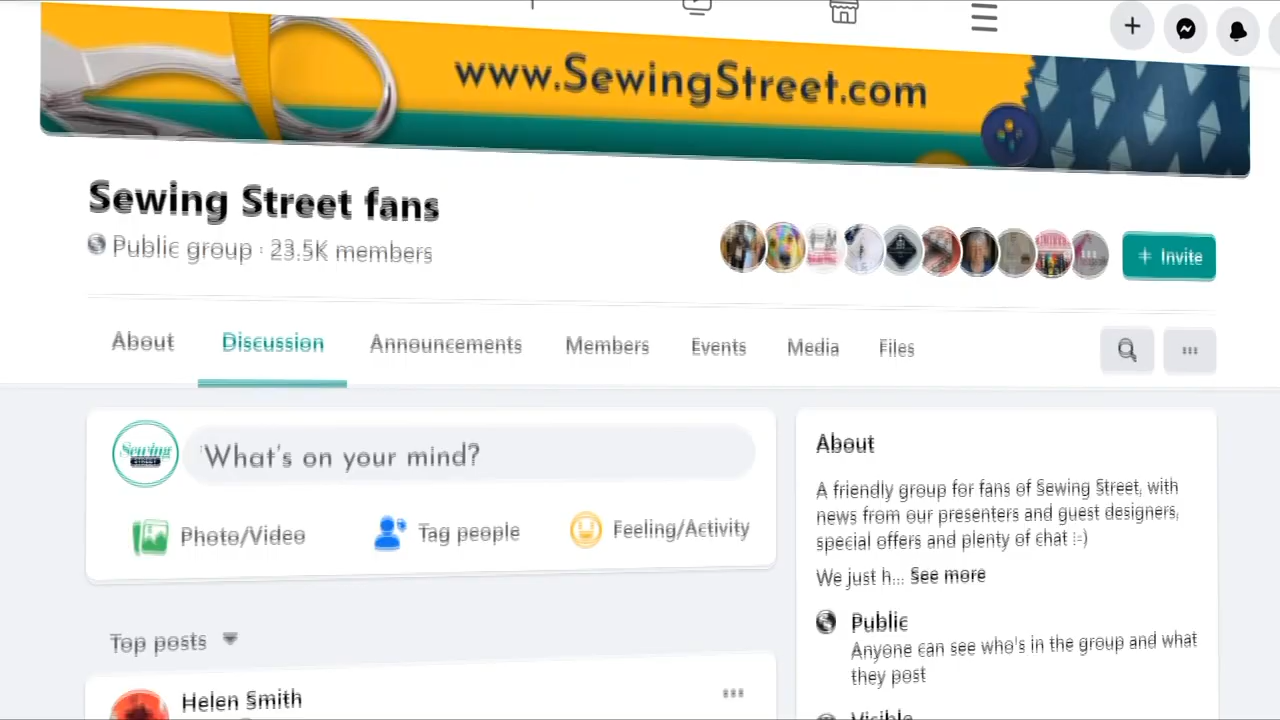 www.SewingStreet.com
Sewing Street fans
Public group · 23.5K members
+ Invite
About
Discussion
Announcements
Members
Events
Media
Files
Sewing
STREET
What's on your mind?
Photo/Video
Tag people
Feeling/Activity
About
A friendly group for fans of Sewing Street, with
news from our presenters and guest designers,
special offers and plenty of chat :-)
We just h... See more
Public
Anyone can see who's in the group and what
they post
Visible
Top posts
Helen Smith